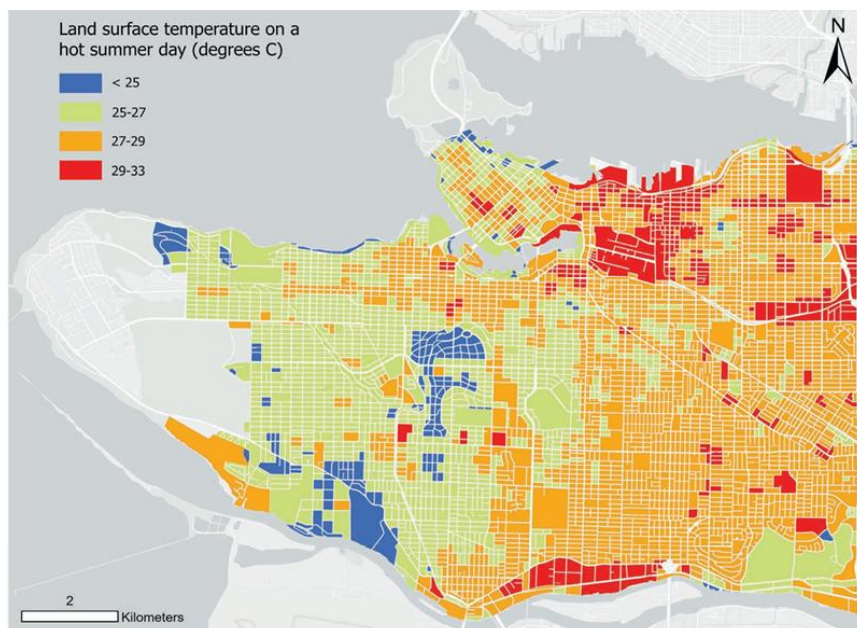 Land surface temperature on a
hot summer day (degrees C)
< 25
25-27
27-29
29-33
N
2
Kilometers